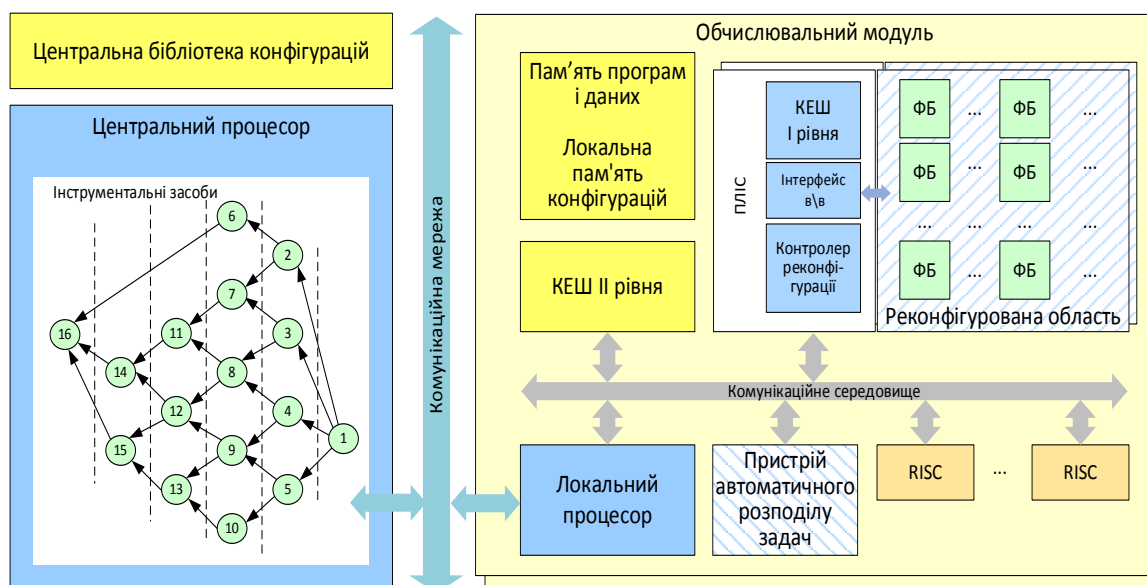 Центральна бібліотека конфігурацій
Центральний процесор
Інструментальні засоби
6
2
7
3
11
16
8
14
12
4
1
9
15
13
5
10
Комунікаційна мережа
Обчислювальний модуль
Пам'ять програм
і даних
Локальна
пам'ять
конфігурацій
КЕШ ІІ рівня
ПЛІС
КЕШ
І рівня
Інтерфейс
в\в
Контролер
реконфі-
гурації
ФБ ... ФБ ...
ФБ ... ФБ ...
... ... ... ...
ФБ ... ФБ ...
Реконфігурована область
Комунікаційне середовище
Локальний
процесор
Пристрій
автоматичного
розподілу
задач
RISC ... RISC